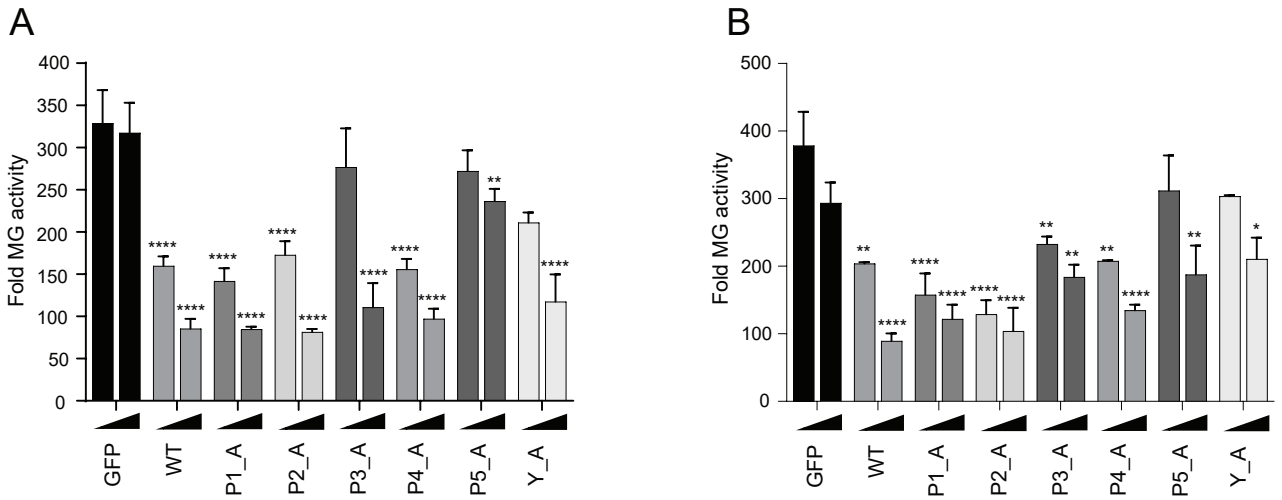 A
Fold MG activity
400
350
300
250
200
150
100
50
0
****
****
****
****
****
****
****
****
****
**
****
GFP
WT
P1_A
P2_A
P3_A
P4_A
P5_A
Y_A
B
Fold MG activity
500
400
300
200
100
0
**
****
****
****
****
****
**
**
**
****
**
*
GFP
WT
P1_A
P2_A
P3_A
P4_A
P5_A
Y_A